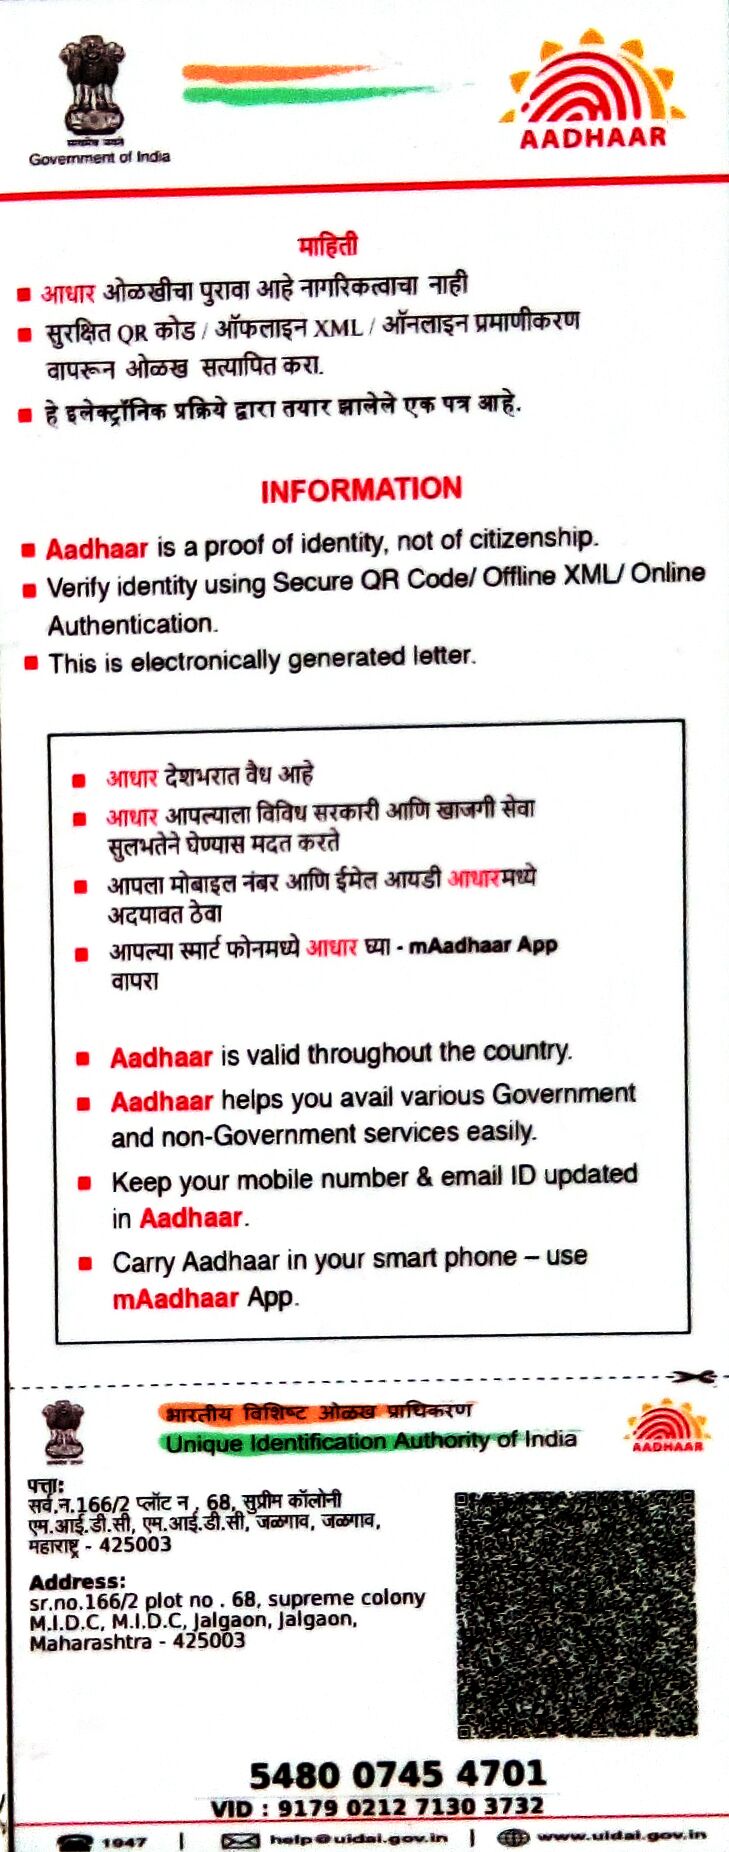 Government of India
AADHAAR
माहिती
आधार ओळखीचा पुरावा आहे नागरिकत्वाचा नाही
सुरक्षित QR कोड / ऑफलाइन XML / ऑनलाइन प्रमाणीकरण
वापरून ओळख सत्यापित करा.
हे इलेक्ट्रॉनिक प्रक्रिये द्वारा तयार झालेले एक पत्र आहे.
INFORMATION
Aadhaar is a proof of identity, not of citizenship.
Verify identity using Secure QR Code/ Offline XML/ Online
Authentication.
This is electronically generated letter.
आधार देशभरात वैध आहे
आधार आपल्याला विविध सरकारी आणि खाजगी सेवा
सुलभतेने घेण्यास मदत करते
आपला मोबाइल नंबर आणि ईमेल आयडी आधारमध्ये
अदयावत ठेवा
आपल्या स्मार्ट फोनमध्ये आधार घ्या - mAadhaar App
वापरा
Aadhaar is valid throughout the country.
Aadhaar helps you avail various Government
and non-Government services easily.
Keep your mobile number & email ID updated
in Aadhaar.
Carry Aadhaar in your smart phone – use
mAadhaar App.
भारतीय विशिष्ट ओळख प्राधिकरण
Unique Identification Authority of India
AADHAAR
पत्ता:
सर्व.न.166/2 प्लॉट न . 68, सुप्रीम कॉलोनी
एम.आई.डी.सी, एम.आई.डी.सी, जळगाव, जळगाव,
महाराष्ट्र - 425003
Address:
sr.no.166/2 plot no . 68, supreme colony
M.I.D.C, M.I.D.C, Jalgaon, Jalgaon,
Maharashtra - 425003
5480 0745 4701
VID : 9179 0212 7130 3732
1947 | help@uidai.gov.in | www.uidai.gov.in